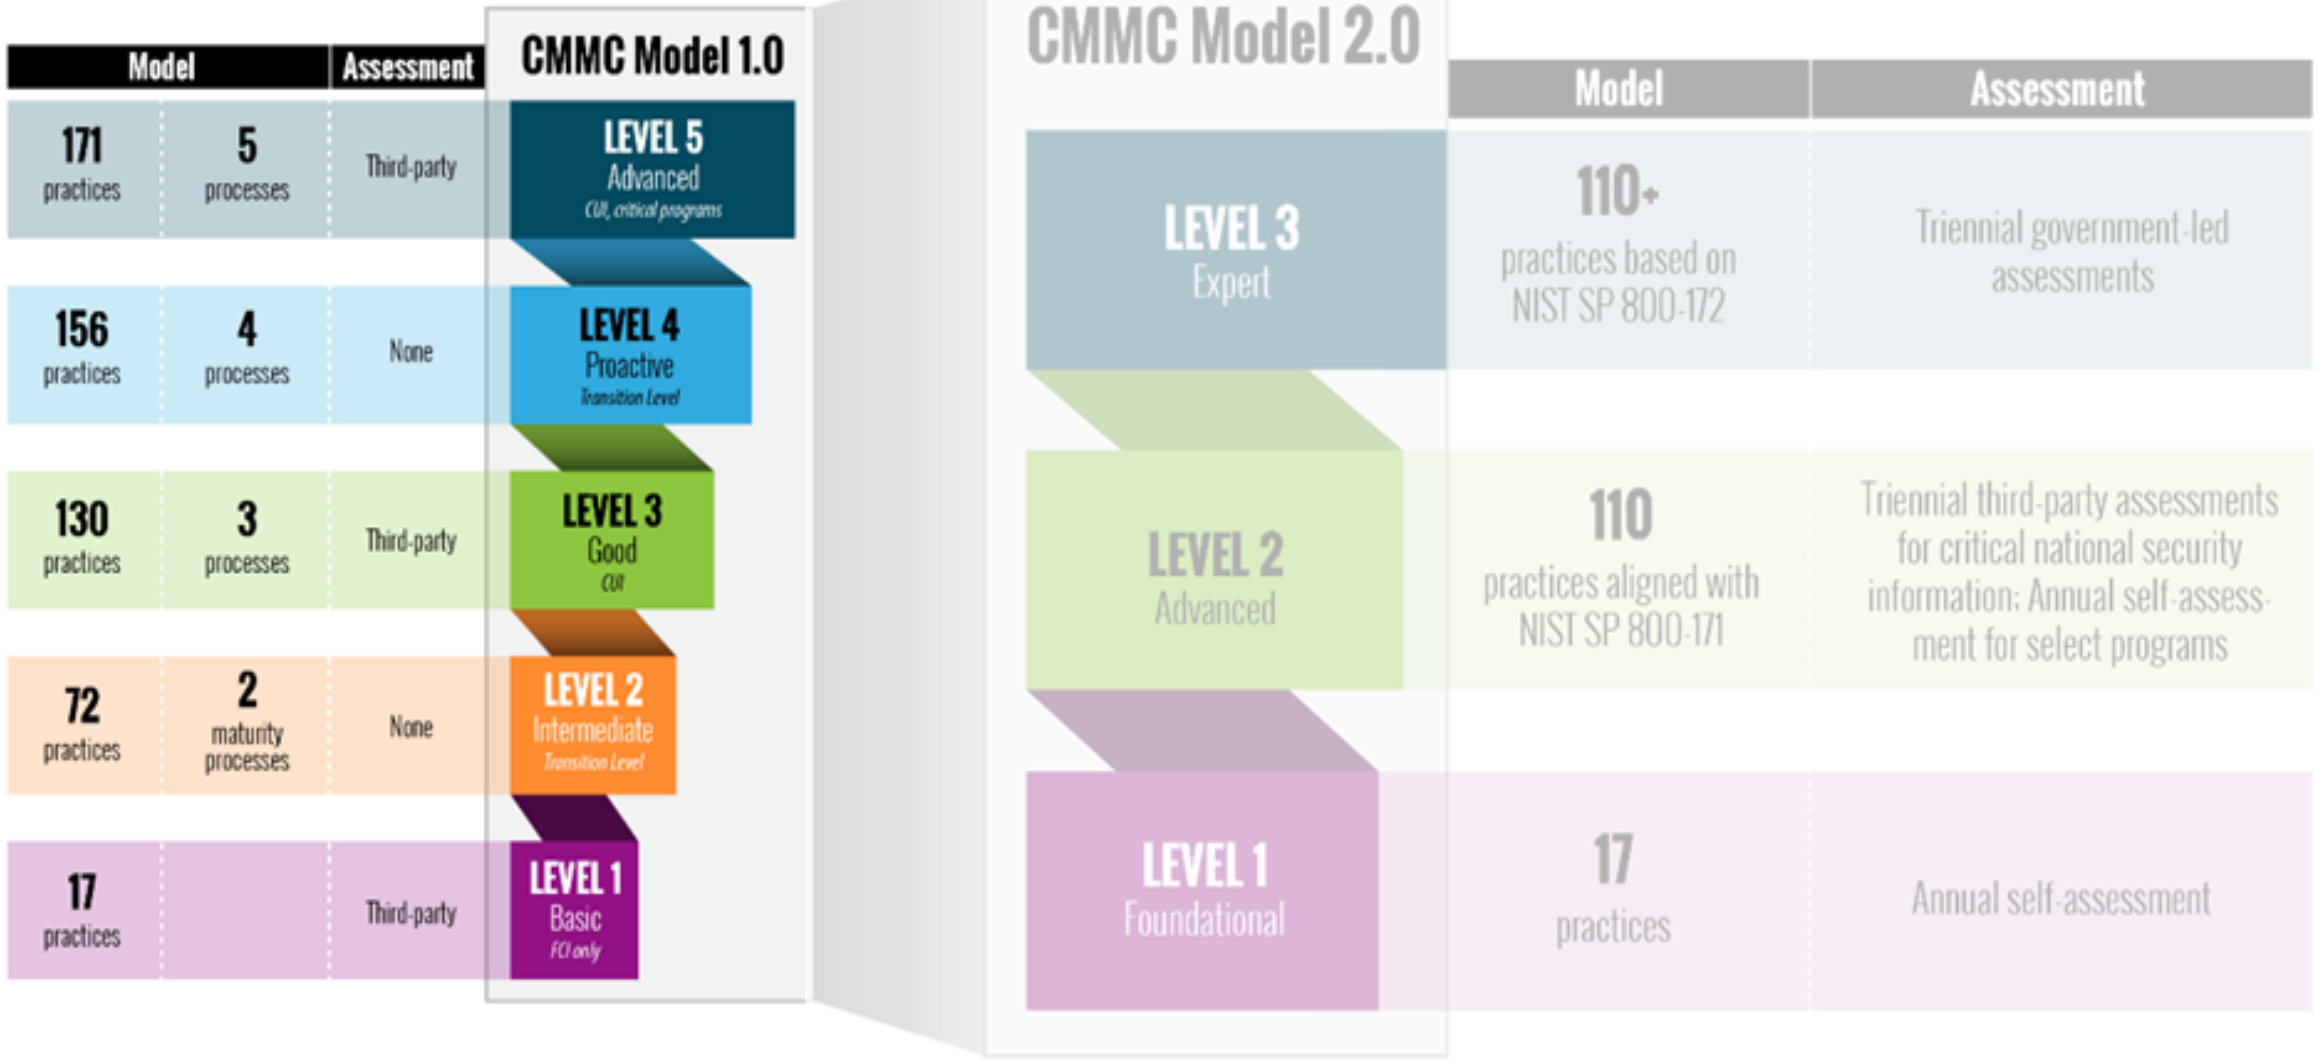 CMMC Model 1.0
Model
Assessment
171
practices
5
processes
Third-party
LEVEL 5
Advanced
CUI, critical programs
156
practices
4
processes
None
LEVEL 4
Proactive
Transition Level
130
practices
3
processes
Third-party
LEVEL 3
Good
CUI
72
practices
2
maturity
processes
None
LEVEL 2
Intermediate
Transition Level
17
practices
Third-party
LEVEL 1
Basic
FCI only
CMMC Model 2.0
Model
Assessment
LEVEL 3
Expert
110+
practices based on
NIST SP 800-172
Triennial government-led
assessments
LEVEL 2
Advanced
110
practices aligned with
NIST SP 800-171
Triennial third-party assessments
for critical national security
information; Annual self-assess-
ment for select programs
LEVEL 1
Foundational
17
practices
Annual self-assessment